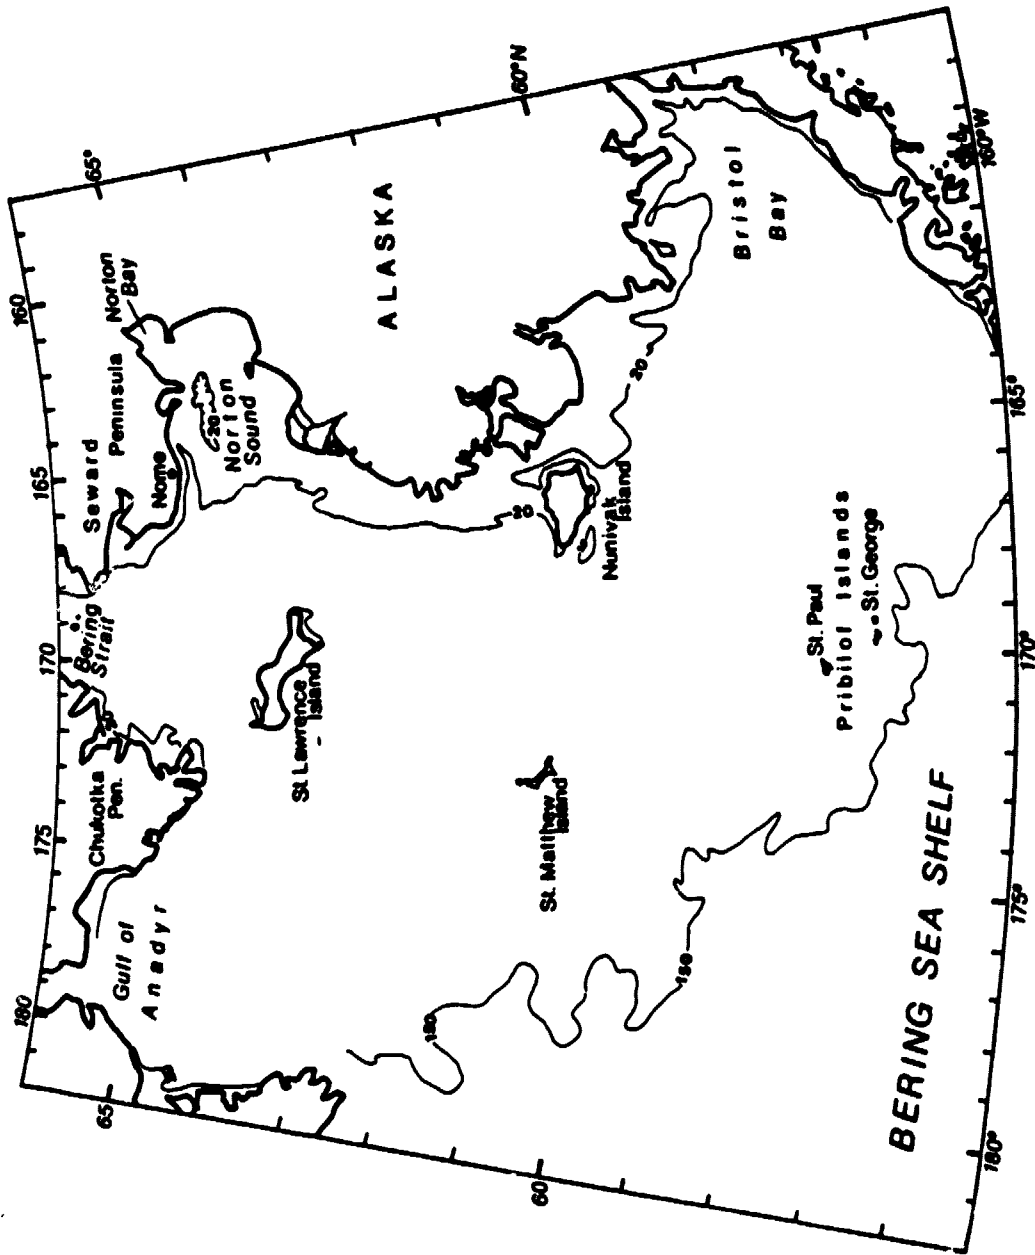 160
165
170
175
180
65°
60°N
160°W
165°
170°
175°
180°
60
65
Norton
Bay
Seward
Peninsula
Nome
20
Norton
Sound
ALASKA
Bering
Strait
Chukotka
Pen.
Gulf of
Anadyr
St Lawrence
Island
20
Nunivak
Island
20
Bristol
Bay
St. Matthew
Island
St. Paul
Pribilof Islands
St. George
150
BERING SEA SHELF